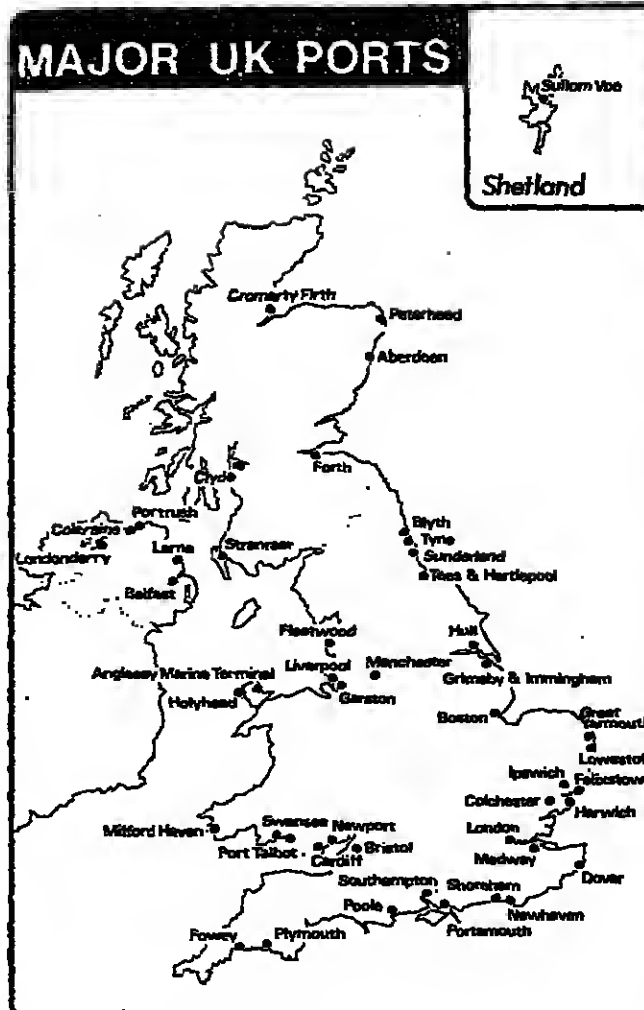 MAJOR UK PORTS
Sullom Voe
Shetland
Cromarty Firth
Peterhead
Aberdeen
Forth
Clyde
Portrush
Coleraine
Londonderry
Larne
Stranraer
Belfast
Blyth
Tyne
Sunderland
Tees & Hartlepool
Fleetwood
Hull
Liverpool
Manchester
Anglesey Marine Terminal
Grimsby & Immingham
Holyhead
Garston
Boston
Great
Yarmouth
Lowestof
Ipswich
Felixstowe
Colchester
Harwich
Milford Haven
Swansea
Newport
Port Talbot
Cardiff
Bristol
London
Medway
Dover
Southampton
Shoreham
Poole
Newhaven
Portsmouth
Fowey
Plymouth